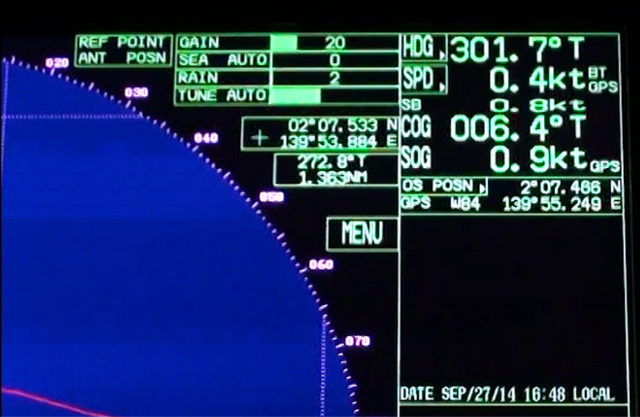 REF POINT
ANT POSN
GAIN 20
SEA AUTO 0
RAIN 2
TUNE AUTO
02°07.533 N
139°53.884 E
272.8°T
1.363NM
MENU
020
030
040
050
060
070
HDG 301.7°T
SPD 0.4kt BT GPS
SB 0.8kt
COG 006.4°T
SOG 0.9kt GPS
OS POSN 2°07.466 N
GPS W84 139°55.249 E
DATE SEP/27/14 16:48 LOCAL